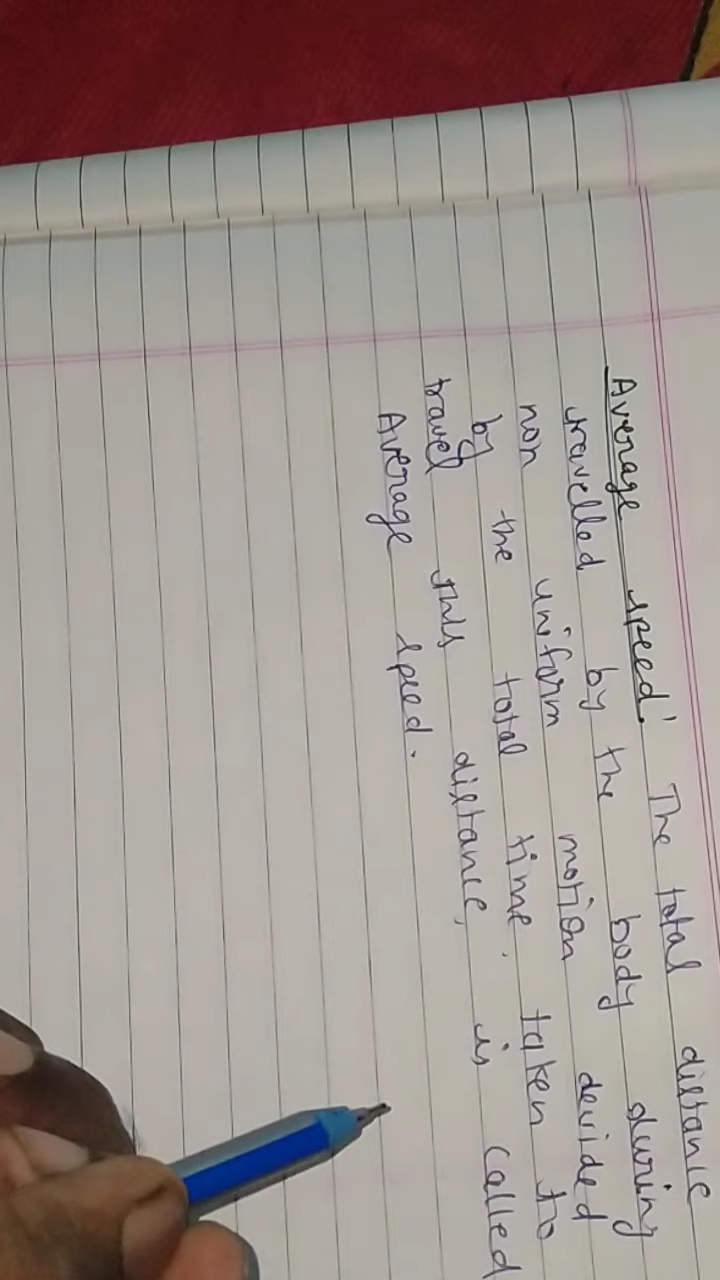 Average speed: The total distance
travelled by the body during
non uniform motion devided
by the total time, taken to
travel this distance, is called
Average speed.